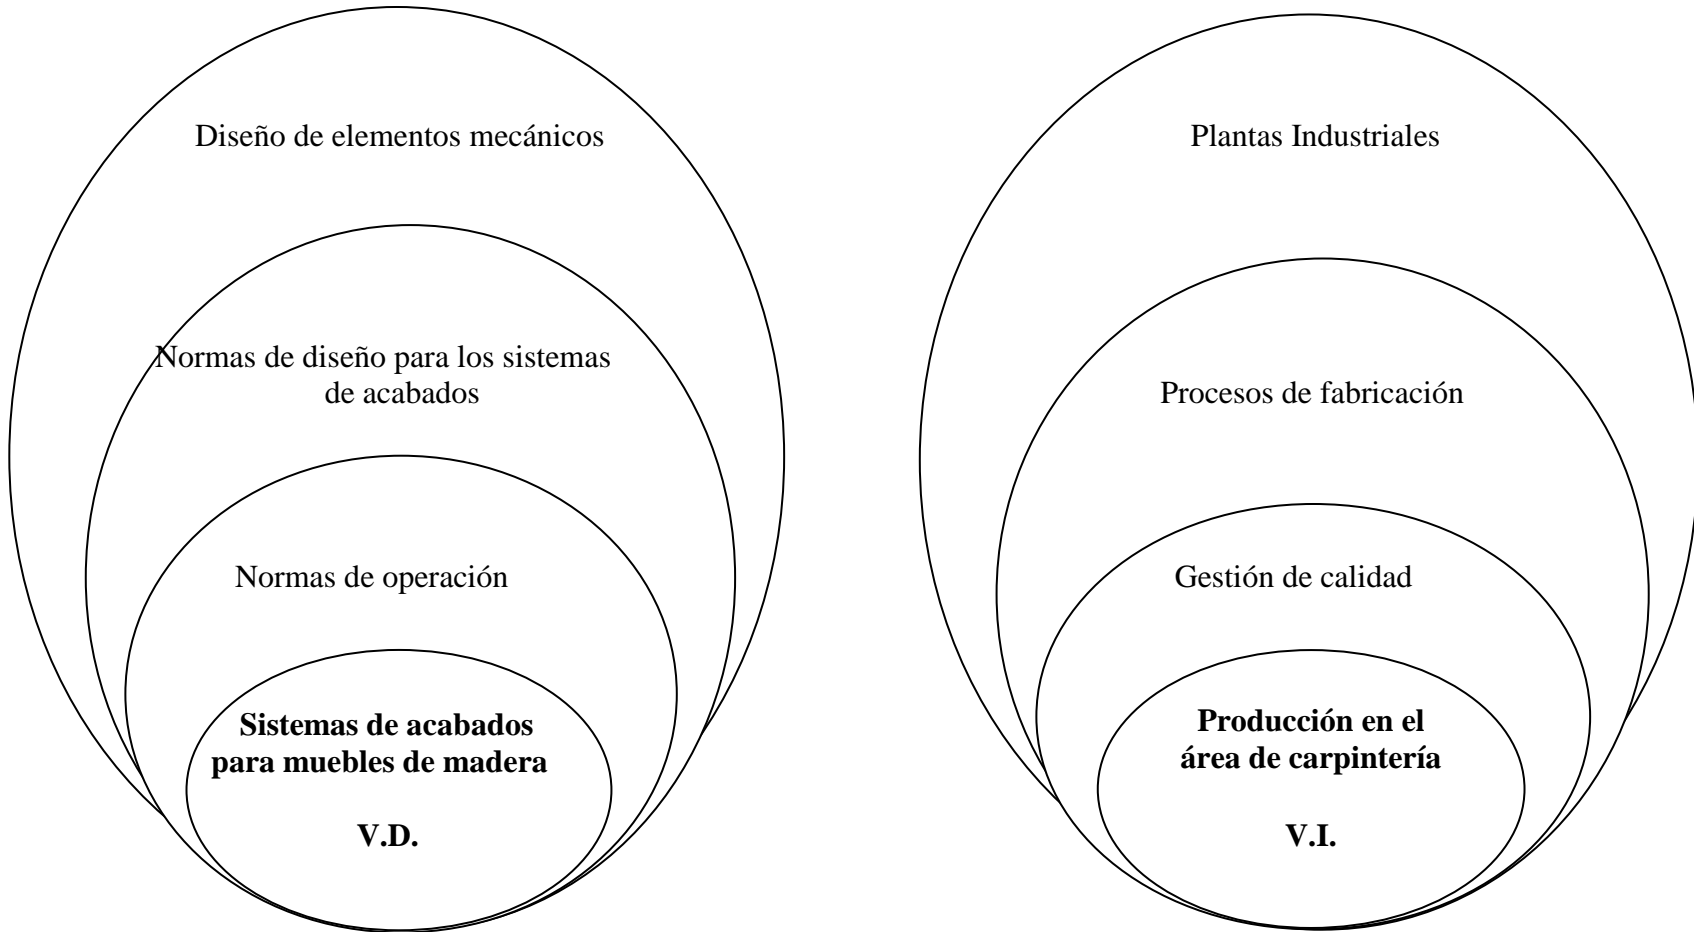 Diseño de elementos mecánicos
Normas de diseño para los sistemas
de acabados
Normas de operación
Sistemas de acabados
para muebles de madera
V.D.
Plantas Industriales
Procesos de fabricación
Gestión de calidad
Producción en el
área de carpintería
V.I.